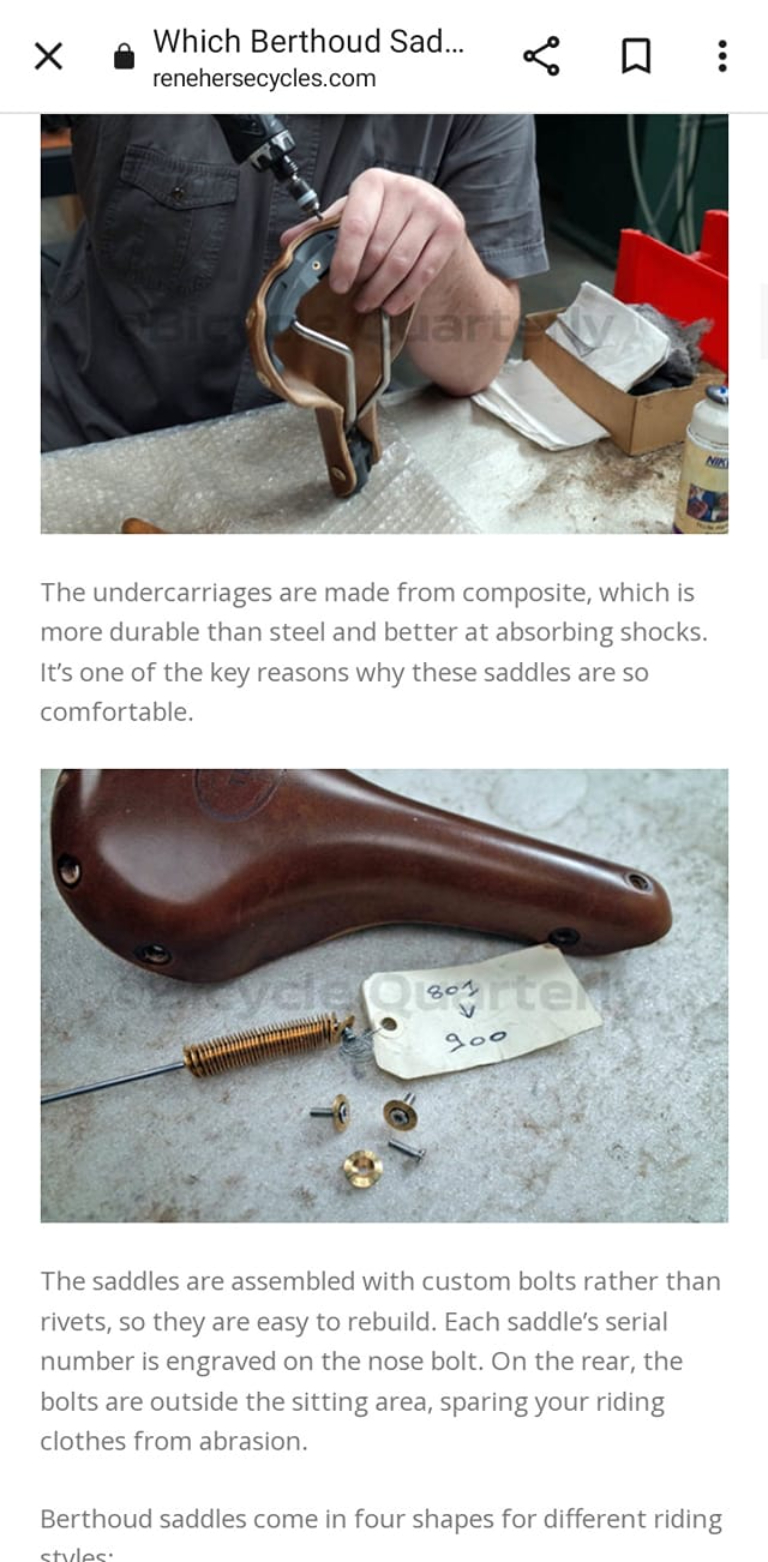 Which Berthoud Sad...
renehersecycles.com
©Bicycle Quarterly
NIK
The undercarriages are made from composite, which is
more durable than steel and better at absorbing shocks.
It’s one of the key reasons why these saddles are so
comfortable.
©Bicycle Quarterly
801
900
The saddles are assembled with custom bolts rather than
rivets, so they are easy to rebuild. Each saddle’s serial
number is engraved on the nose bolt. On the rear, the
bolts are outside the sitting area, sparing your riding
clothes from abrasion.
Berthoud saddles come in four shapes for different riding
styles: